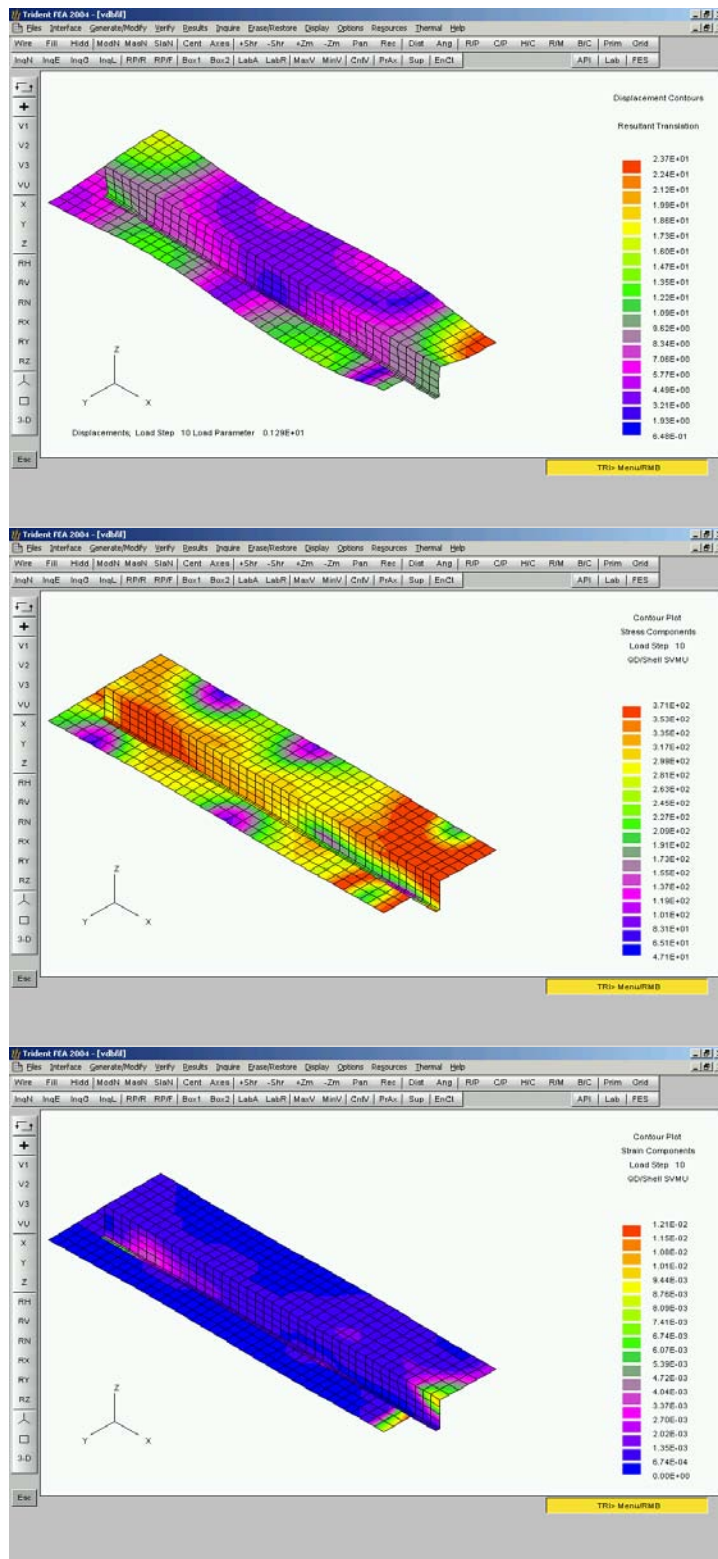 Trident FEA 2004 - [vdbfil]
Files Interface Generate/Modify Verify Results Inquire Erase/Restore Display Options Resources Thermal Help
Wire Fill Hidd ModN MasN SlaN Cent Axes +Shr -Shr +Zm -Zm Pan Rec Dist Ang R/P C/P H/C R/M B/C Prim Grid
InqN InqE InqG InqL RP/R RP/F Box1 Box2 LabA LabR MaxV MinV CnfV PrAx Sup EnCl API Lab FES
V1
V2
V3
VU
X
Y
Z
RH
RV
RN
RX
RY
RZ
3-D
Esc
Displacement Contours
Resultant Translation
2.37E+01
2.24E+01
2.12E+01
1.99E+01
1.86E+01
1.73E+01
1.60E+01
1.47E+01
1.35E+01
1.22E+01
1.09E+01
9.62E+00
8.34E+00
7.06E+00
5.77E+00
4.49E+00
3.21E+00
1.93E+00
6.48E-01
Z
Y X
Displacements; Load Step 10 Load Parameter 0.129E+01
TRI> Menu/RMB
Trident FEA 2004 - [vdbfil]
Files Interface Generate/Modify Verify Results Inquire Erase/Restore Display Options Resources Thermal Help
Wire Fill Hidd ModN MasN SlaN Cent Axes +Shr -Shr +Zm -Zm Pan Rec Dist Ang R/P C/P H/C R/M B/C Prim Grid
InqN InqE InqG InqL RP/R RP/F Box1 Box2 LabA LabR MaxV MinV CnfV PrAx Sup EnCl API Lab FES
V1
V2
V3
VU
X
Y
Z
RH
RV
RN
RX
RY
RZ
3-D
Esc
Contour Plot
Stress Components
Load Step 10
GD/Shell SVMU
3.71E+02
3.53E+02
3.35E+02
3.17E+02
2.99E+02
2.81E+02
2.63E+02
2.45E+02
2.27E+02
2.09E+02
1.91E+02
1.73E+02
1.55E+02
1.37E+02
1.19E+02
1.01E+02
8.31E+01
6.51E+01
4.71E+01
Z
Y X
TRI> Menu/RMB
Trident FEA 2004 - [vdbfil]
Files Interface Generate/Modify Verify Results Inquire Erase/Restore Display Options Resources Thermal Help
Wire Fill Hidd ModN MasN SlaN Cent Axes +Shr -Shr +Zm -Zm Pan Rec Dist Ang R/P C/P H/C R/M B/C Prim Grid
InqN InqE InqG InqL RP/R RP/F Box1 Box2 LabA LabR MaxV MinV CnfV PrAx Sup EnCl API Lab FES
V1
V2
V3
VU
X
Y
Z
RH
RV
RN
RX
RY
RZ
3-D
Esc
Contour Plot
Strain Components
Load Step 10
GD/Shell SVMU
1.21E-02
1.15E-02
1.08E-02
1.01E-02
9.44E-03
8.76E-03
8.09E-03
7.41E-03
6.74E-03
6.07E-03
5.39E-03
4.72E-03
4.04E-03
3.37E-03
2.70E-03
2.02E-03
1.35E-03
6.74E-04
0.00E+00
Z
Y X
TRI> Menu/RMB